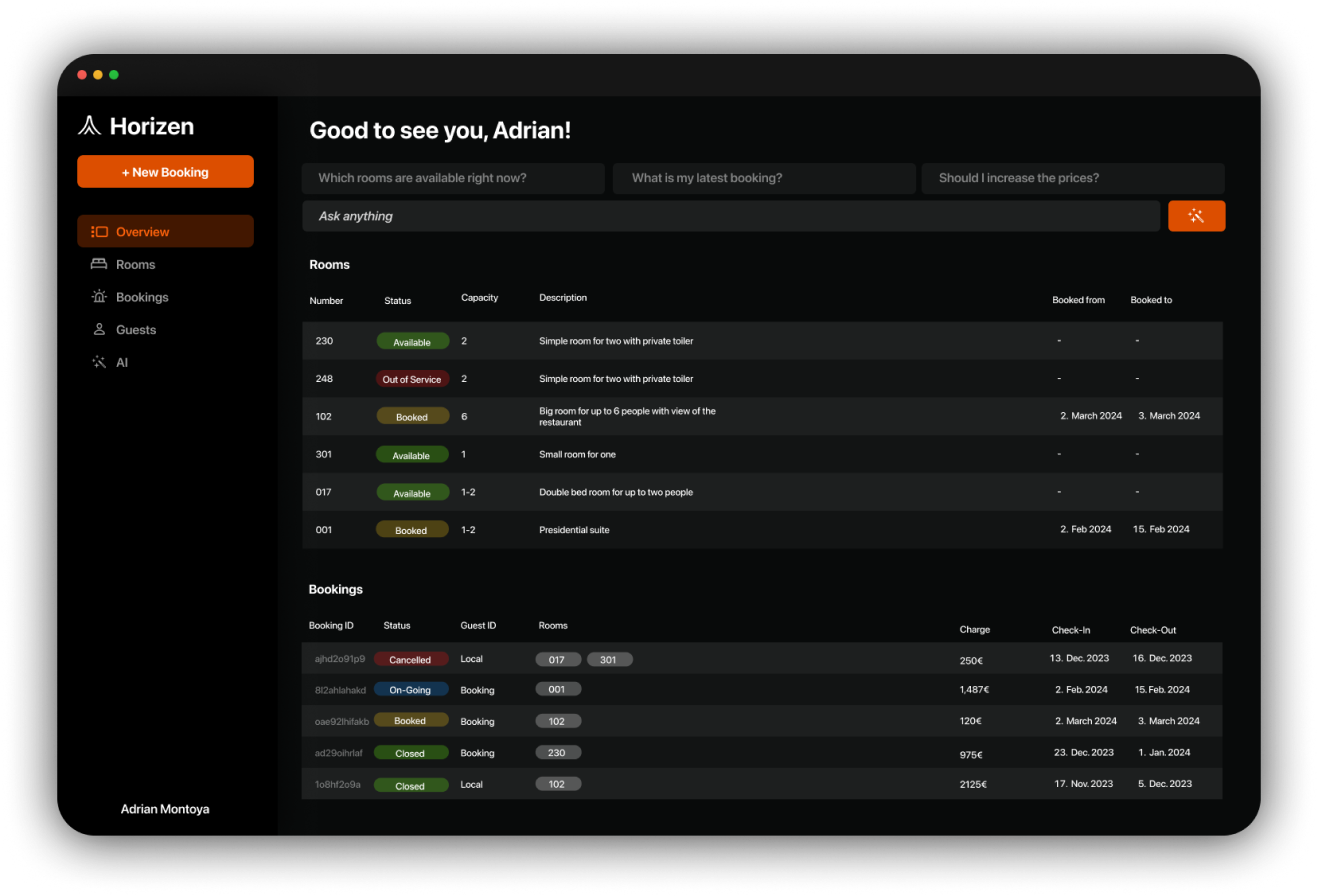 Horizen
+ New Booking
Overview
Rooms
Bookings
Guests
AI
Adrian Montoya
Good to see you, Adrian!
Which rooms are available right now? What is my latest booking? Should I increase the prices?
Ask anything
Rooms
Number Status Capacity Description Booked from Booked to
230 Available 2 Simple room for two with private toiler - -
248 Out of Service 2 Simple room for two with private toiler - -
102 Booked 6 Big room for up to 6 people with view of the
restaurant 2. March 2024 3. March 2024
301 Available 1 Small room for one - -
017 Available 1-2 Double bed room for up to two people - -
001 Booked 1-2 Presidential suite 2. Feb 2024 15. Feb 2024
Bookings
Booking ID Status Guest ID Rooms Charge Check-In Check-Out
ajhd2o91p9 Cancelled Local 017 301 250€ 13. Dec. 2023 16. Dec. 2023
8l2ahlahakd On-Going Booking 001 1,487€ 2. Feb. 2024 15. Feb. 2024
oae92lhifakb Booked Booking 102 120€ 2. March 2024 3. March 2024
ad29oihrlaf Closed Booking 230 975€ 23. Dec. 2023 1. Jan. 2024
1o8hf2o9a Closed Local 102 2125€ 17. Nov. 2023 5. Dec. 2023